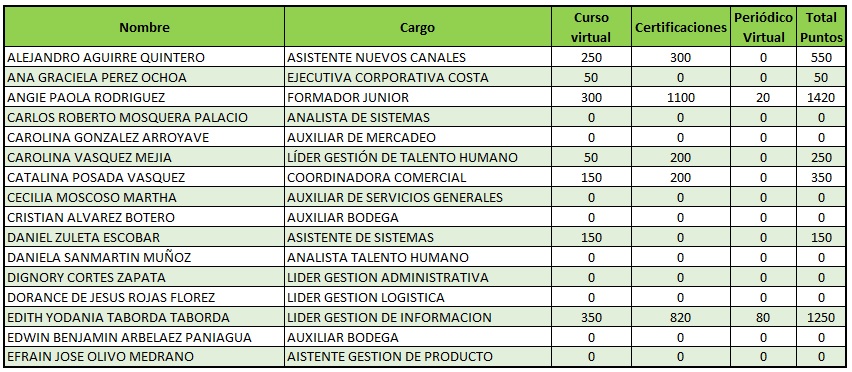 Nombre Cargo Curso virtual Certificaciones Periódico Virtual Total Puntos
ALEJANDRO AGUIRRE QUINTERO ASISTENTE NUEVOS CANALES 250 300 0 550
ANA GRACIELA PEREZ OCHOA EJECUTIVA CORPORATIVA COSTA 50 0 0 50
ANGIE PAOLA RODRIGUEZ FORMADOR JUNIOR 300 1100 20 1420
CARLOS ROBERTO MOSQUERA PALACIO ANALISTA DE SISTEMAS 0 0 0 0
CAROLINA GONZALEZ ARROYAVE AUXILIAR DE MERCADEO 0 0 0 0
CAROLINA VASQUEZ MEJIA LÍDER GESTIÓN DE TALENTO HUMANO 50 200 0 250
CATALINA POSADA VASQUEZ COORDINADORA COMERCIAL 150 200 0 350
CECILIA MOSCOSO MARTHA AUXILIAR DE SERVICIOS GENERALES 0 0 0 0
CRISTIAN ALVAREZ BOTERO AUXILIAR BODEGA 0 0 0 0
DANIEL ZULETA ESCOBAR ASISTENTE DE SISTEMAS 150 0 0 150
DANIELA SANMARTIN MUÑOZ ANALISTA TALENTO HUMANO 0 0 0 0
DIGNORY CORTES ZAPATA LIDER GESTION ADMINISTRATIVA 0 0 0 0
DORANCE DE JESUS ROJAS FLOREZ LIDER GESTION LOGISTICA 0 0 0 0
EDITH YODANIA TABORDA TABORDA LIDER GESTION DE INFORMACION 350 820 80 1250
EDWIN BENJAMIN ARBELAEZ PANIAGUA AUXILIAR BODEGA 0 0 0 0
EFRAIN JOSE OLIVO MEDRANO AISTENTE GESTION DE PRODUCTO 0 0 0 0